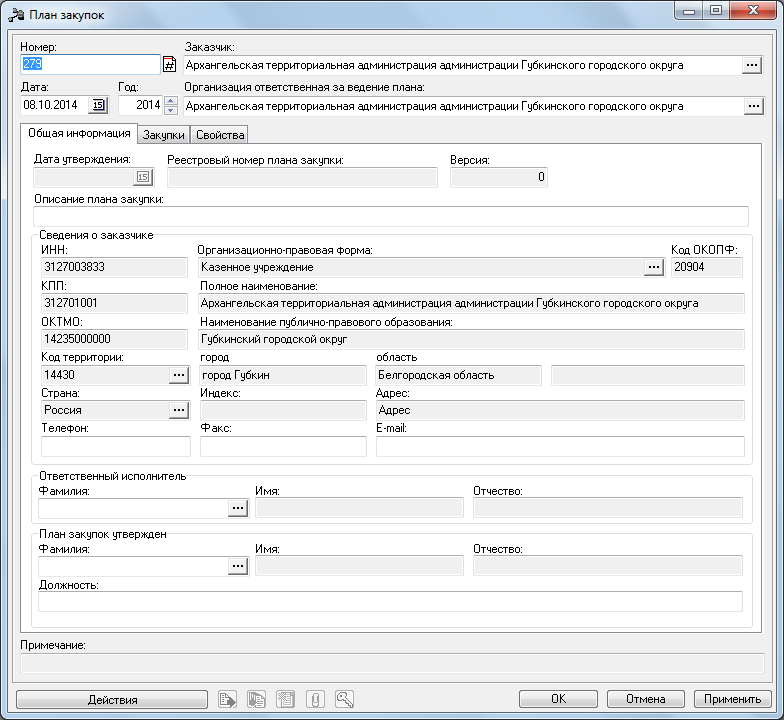 План закупок
Номер: Заказчик:
279 # Архангельская территориальная администрация администрации Губкинского городского округа ...
Дата: Год: Организация ответственная за ведение плана:
08.10.2014 15 2014 Архангельская территориальная администрация администрации Губкинского городского округа ...
Общая информация Закупки Свойства
Дата утверждения: Реестровый номер плана закупки: Версия:
15 0
Описание плана закупки:
Сведения о заказчике
ИНН: Организационно-правовая форма: Код ОКОПФ:
3127003833 Казенное учреждение ... 20904
КПП: Полное наименование:
312701001 Архангельская территориальная администрация администрации Губкинского городского округа
ОКТМО: Наименование публично-правового образования:
14235000000 Губкинский городской округ
Код территории: город область
14430 ... город Губкин Белгородская область
Страна: Индекс: Адрес:
Россия ... Адрес
Телефон: Факс: E-mail:
Ответственный исполнитель
Фамилия: Имя: Отчество:
...
План закупок утвержден
Фамилия: Имя: Отчество:
...
Должность:
Примечание:
Действия OK Отмена Применить